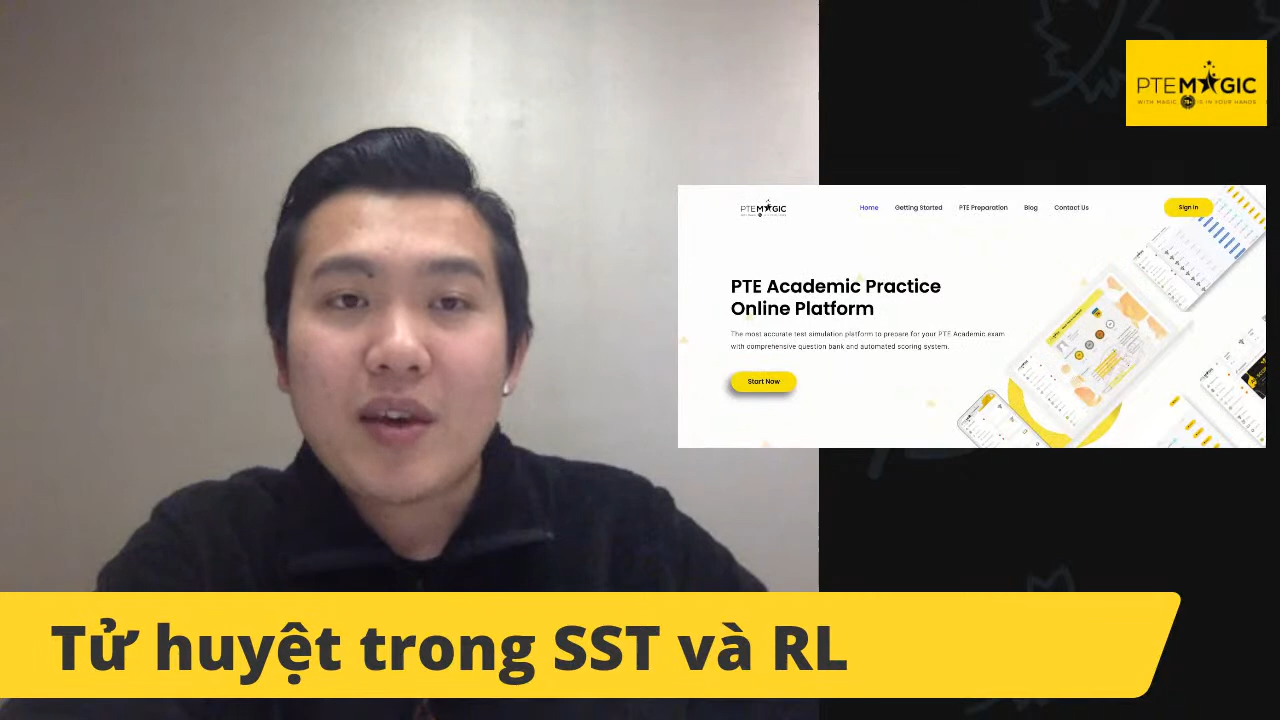 PTEMAGIC
WITH MAGIC 79+ IS IN YOUR HANDS
PTEMAGIC
Home Getting Started PTE Preparation Blog Contact Us Sign In
PTE Academic Practice
Online Platform
The most accurate test simulation platform to prepare for your PTE Academic exam
with comprehensive question bank and automated scoring system.
Start Now
Tử huyệt trong SST và RL